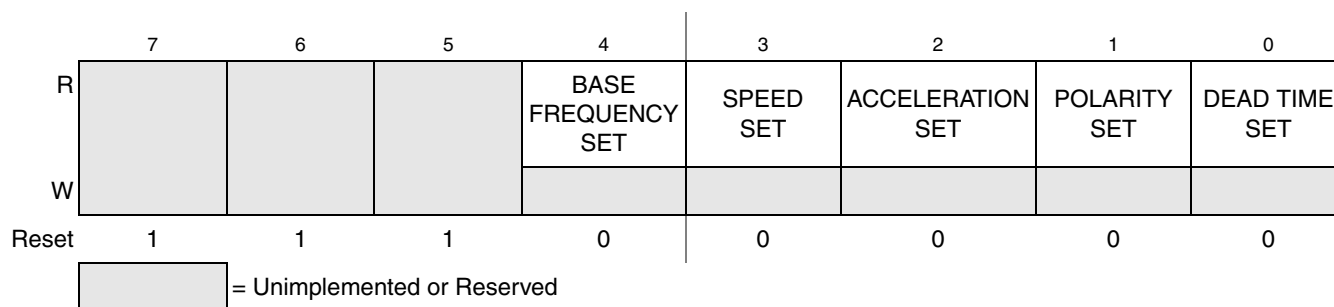 7 6 5 4 3 2 1 0
R BASE FREQUENCY SET SPEED SET ACCELERATION SET POLARITY SET DEAD TIME SET
W
Reset 1 1 1 0 0 0 0 0
= Unimplemented or Reserved